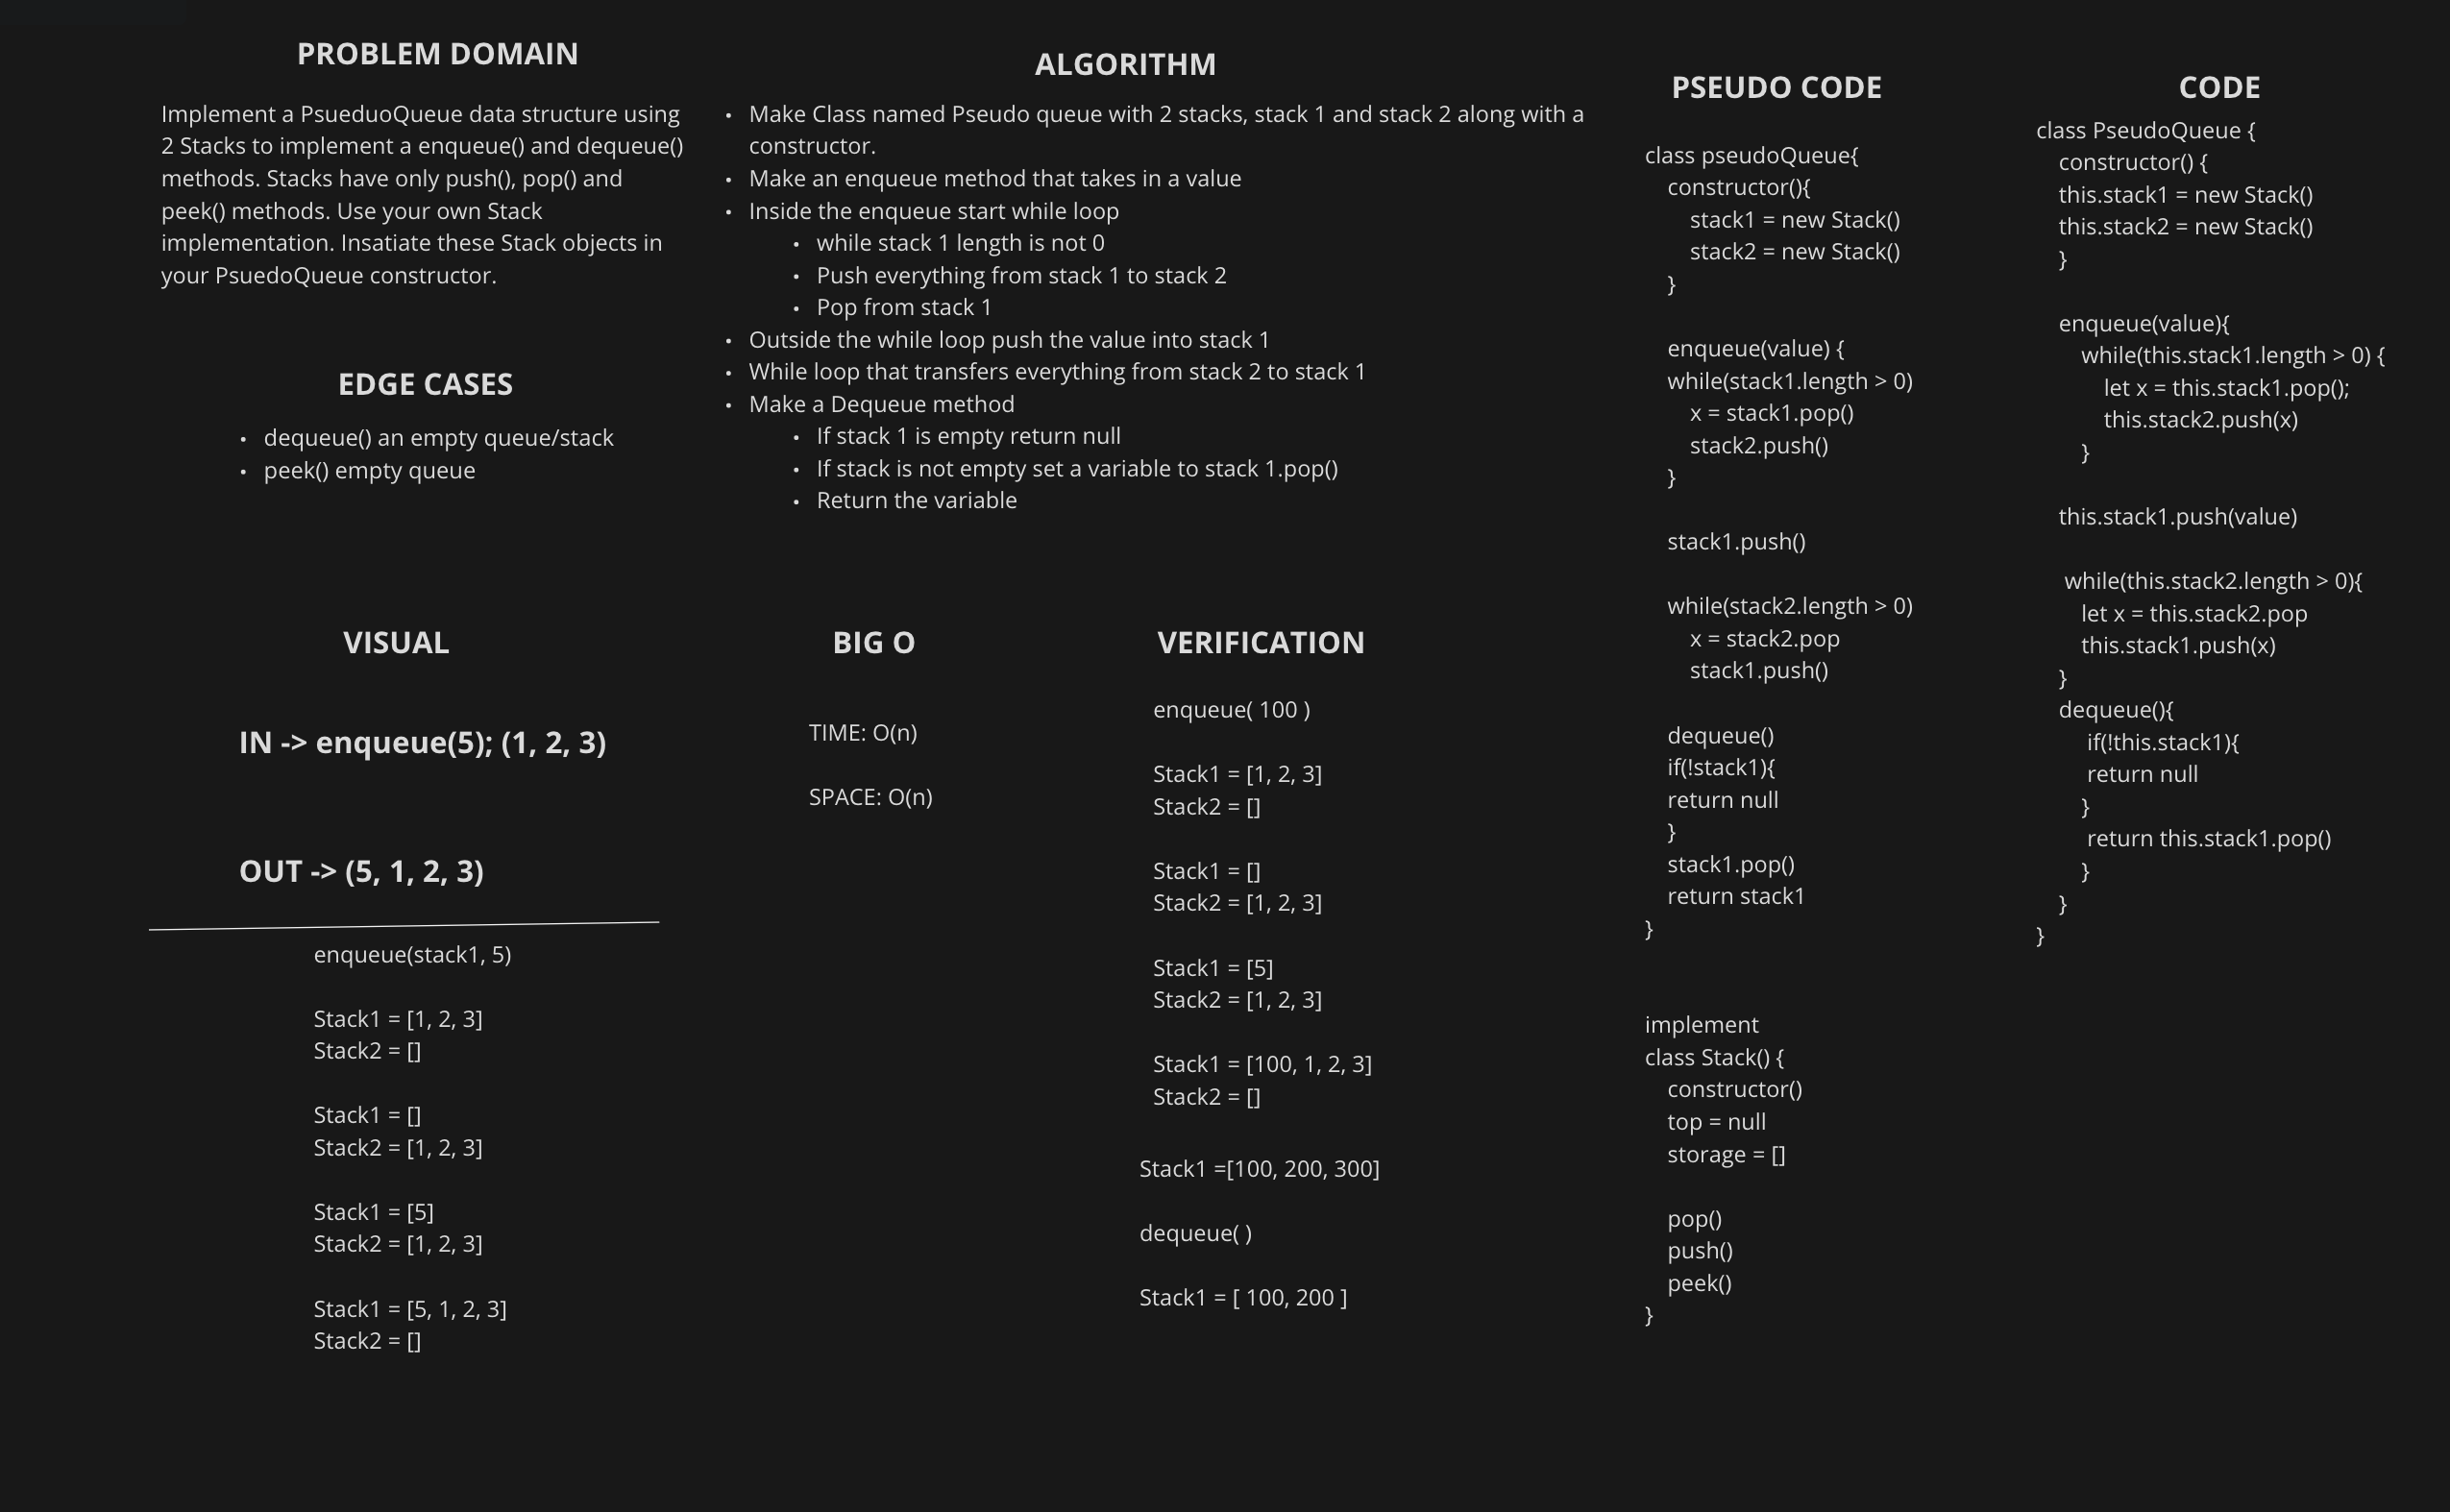 PROBLEM DOMAIN
Implement a PsueduoQueue data structure using
2 Stacks to implement a enqueue() and dequeue()
methods. Stacks have only push(), pop() and
peek() methods. Use your own Stack
implementation. Insatiate these Stack objects in
your PsuedoQueue constructor.
EDGE CASES
• dequeue() an empty queue/stack
• peek() empty queue
ALGORITHM
• Make Class named Pseudo queue with 2 stacks, stack 1 and stack 2 along with a
constructor.
• Make an enqueue method that takes in a value
• Inside the enqueue start while loop
• while stack 1 length is not 0
• Push everything from stack 1 to stack 2
• Pop from stack 1
• Outside the while loop push the value into stack 1
• While loop that transfers everything from stack 2 to stack 1
• Make a Dequeue method
• If stack 1 is empty return null
• If stack is not empty set a variable to stack 1.pop()
• Return the variable
VISUAL
IN -> enqueue(5); (1, 2, 3)
OUT -> (5, 1, 2, 3)
enqueue(stack1, 5)
Stack1 = [1, 2, 3]
Stack2 = []
Stack1 = []
Stack2 = [1, 2, 3]
Stack1 = [5]
Stack2 = [1, 2, 3]
Stack1 = [5, 1, 2, 3]
Stack2 = []
BIG O
TIME: O(n)
SPACE: O(n)
VERIFICATION
enqueue( 100 )
Stack1 = [1, 2, 3]
Stack2 = []
Stack1 = []
Stack2 = [1, 2, 3]
Stack1 = [5]
Stack2 = [1, 2, 3]
Stack1 = [100, 1, 2, 3]
Stack2 = []
Stack1 =[100, 200, 300]
dequeue( )
Stack1 = [ 100, 200 ]
PSEUDO CODE
class pseudoQueue{
constructor(){
stack1 = new Stack()
stack2 = new Stack()
}
enqueue(value) {
while(stack1.length > 0)
x = stack1.pop()
stack2.push()
}
stack1.push()
while(stack2.length > 0)
x = stack2.pop
stack1.push()
dequeue()
if(!stack1){
return null
}
stack1.pop()
return stack1
}
implement
class Stack() {
constructor()
top = null
storage = []
pop()
push()
peek()
}
CODE
class PseudoQueue {
constructor() {
this.stack1 = new Stack()
this.stack2 = new Stack()
}
enqueue(value){
while(this.stack1.length > 0) {
let x = this.stack1.pop();
this.stack2.push(x)
}
this.stack1.push(value)
while(this.stack2.length > 0){
let x = this.stack2.pop
this.stack1.push(x)
}
dequeue(){
if(!this.stack1){
return null
}
return this.stack1.pop()
}
}
}